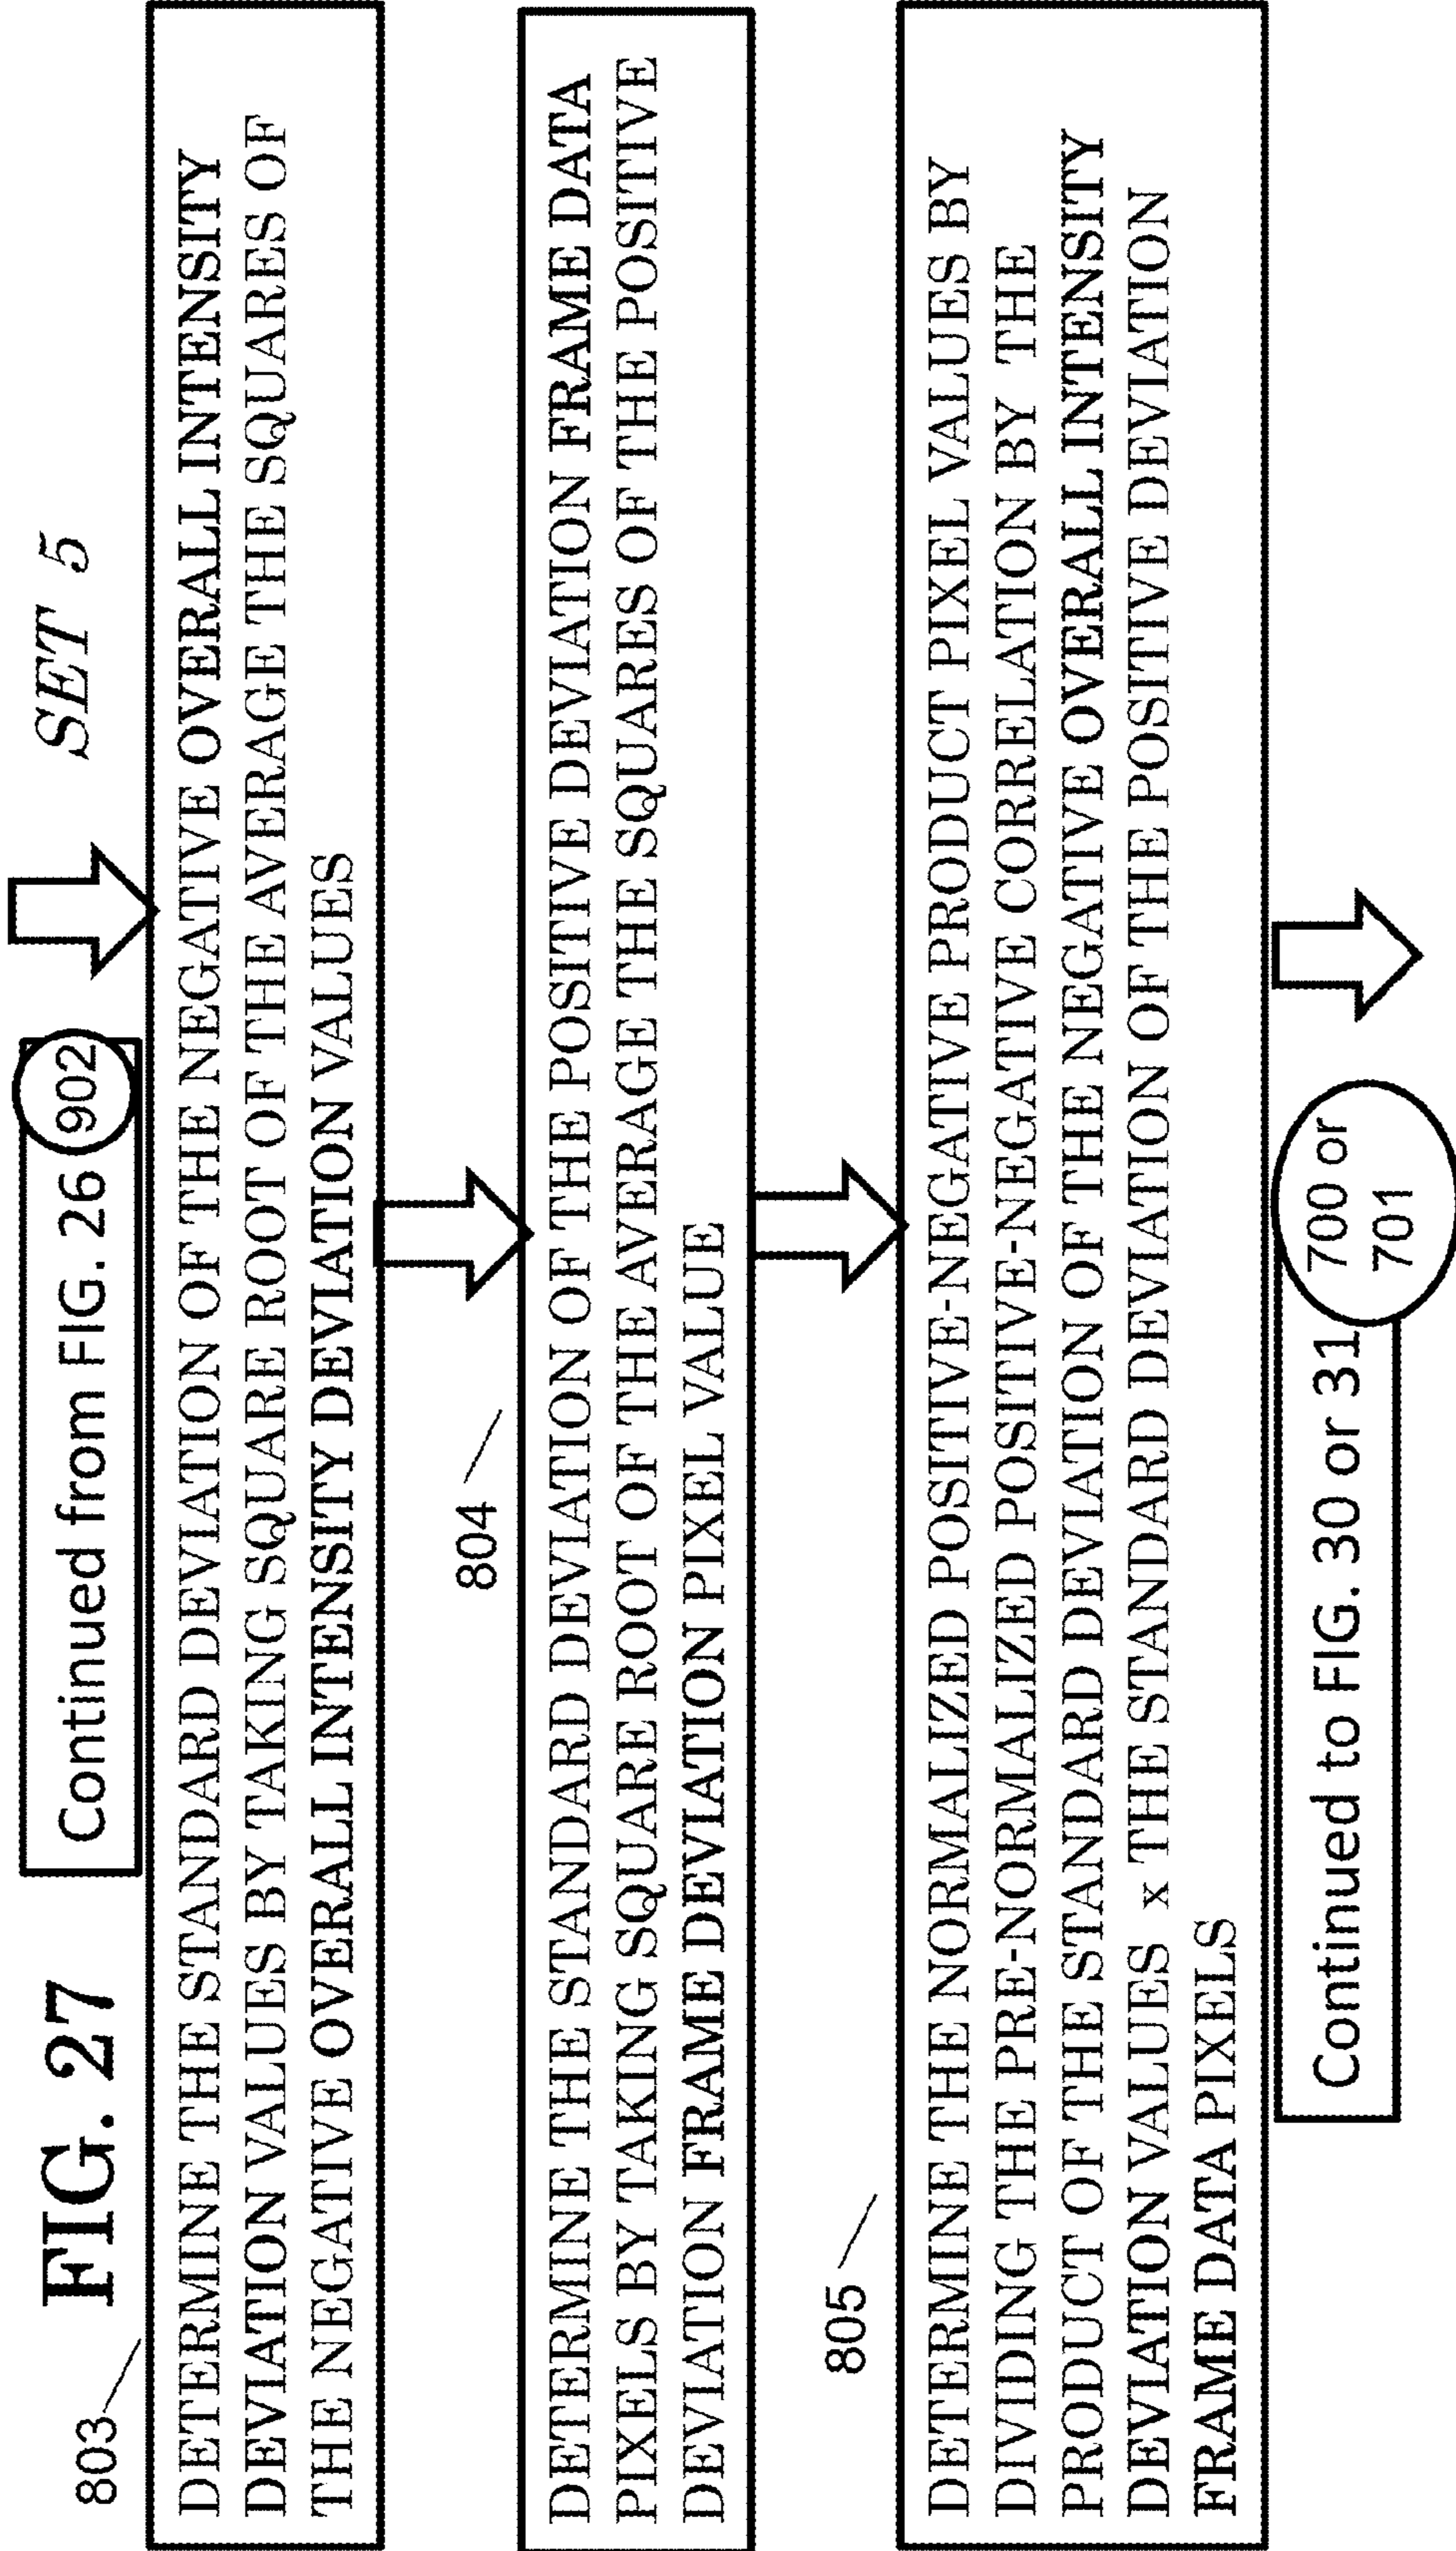 FIG. 27
SET 5
Continued from FIG. 26
902
803
DETERMINE THE STANDARD DEVIATION OF THE NEGATIVE OVERALL INTENSITY
DEVIATION VALUES BY TAKING SQUARE ROOT OF THE AVERAGE THE SQUARES OF
THE NEGATIVE OVERALL INTENSITY DEVIATION VALUES
804
DETERMINE THE STANDARD DEVIATION OF THE POSITIVE DEVIATION FRAME DATA
PIXELS BY TAKING SQUARE ROOT OF THE AVERAGE THE SQUARES OF THE POSITIVE
DEVIATION FRAME DEVIATION PIXEL VALUE
805
DETERMINE THE NORMALIZED POSITIVE-NEGATIVE PRODUCT PIXEL VALUES BY
DIVIDING THE PRE-NORMALIZED POSITIVE-NEGATIVE CORRELATION BY THE
PRODUCT OF THE STANDARD DEVIATION OF THE NEGATIVE OVERALL INTENSITY
DEVIATION VALUES x THE STANDARD DEVIATION OF THE POSITIVE DEVIATION
FRAME DATA PIXELS
Continued to FIG. 30 or 31
700 or
701